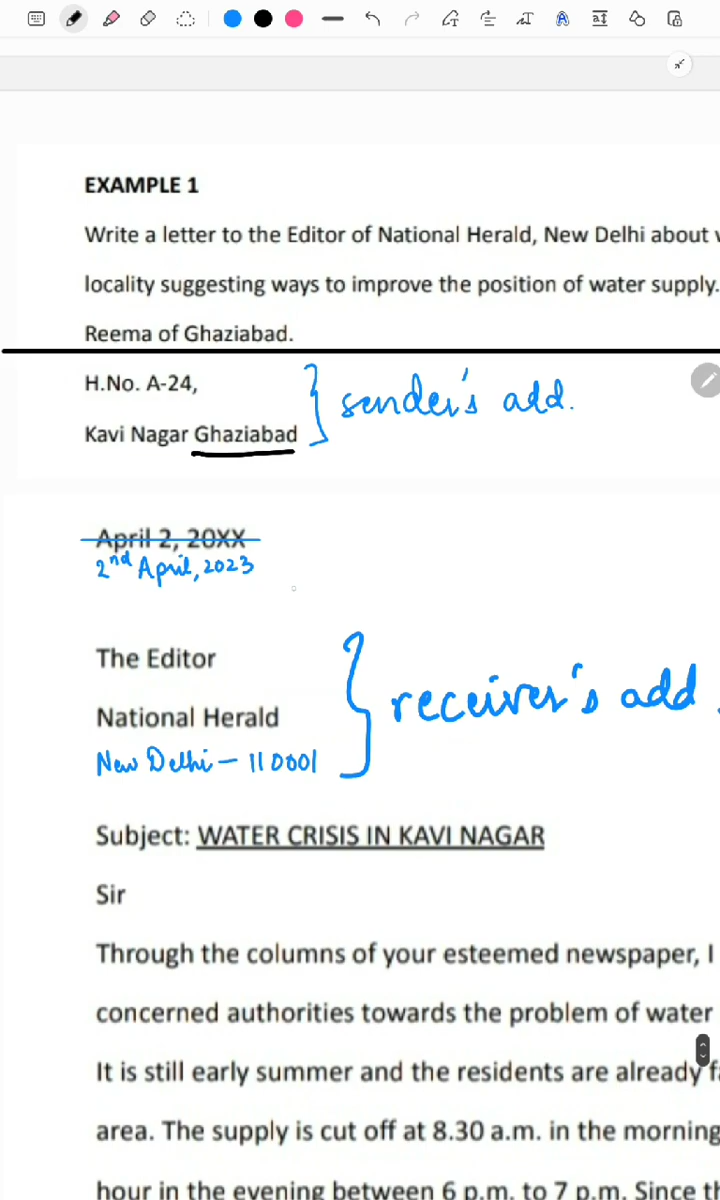 EXAMPLE 1
Write a letter to the Editor of National Herald, New Delhi about
locality suggesting ways to improve the position of water supply.
Reema of Ghaziabad.
H.No. A-24,
Kavi Nagar Ghaziabad
sender's add.
April 2, 20XX
2nd April, 2023
The Editor
National Herald
New Delhi - 110001
receiver's add.
Subject: WATER CRISIS IN KAVI NAGAR
Sir
Through the columns of your esteemed newspaper, I
concerned authorities towards the problem of water
It is still early summer and the residents are already
area. The supply is cut off at 8.30 a.m. in the morning
hour in the evening between 6 p.m. to 7 p.m. Since